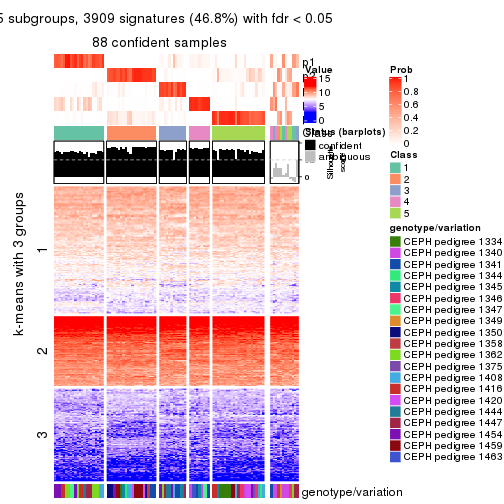 5 subgroups, 3909 signatures (46.8%) with fdr < 0.05
88 confident samples
p1
Value
15
10
5
0
Status (barplots)
confident
ambiguous
Silhouette
score
0
k-means with 3 groups
1
2
3
genotype/variation
Prob
1
0.8
0.6
0.4
0.2
0
Class
1
2
3
4
5
genotype/variation
CEPH pedigree 1334
CEPH pedigree 1340
CEPH pedigree 1341
CEPH pedigree 1344
CEPH pedigree 1345
CEPH pedigree 1346
CEPH pedigree 1347
CEPH pedigree 1349
CEPH pedigree 1350
CEPH pedigree 1358
CEPH pedigree 1362
CEPH pedigree 1375
CEPH pedigree 1408
CEPH pedigree 1416
CEPH pedigree 1420
CEPH pedigree 1444
CEPH pedigree 1447
CEPH pedigree 1454
CEPH pedigree 1459
CEPH pedigree 1463